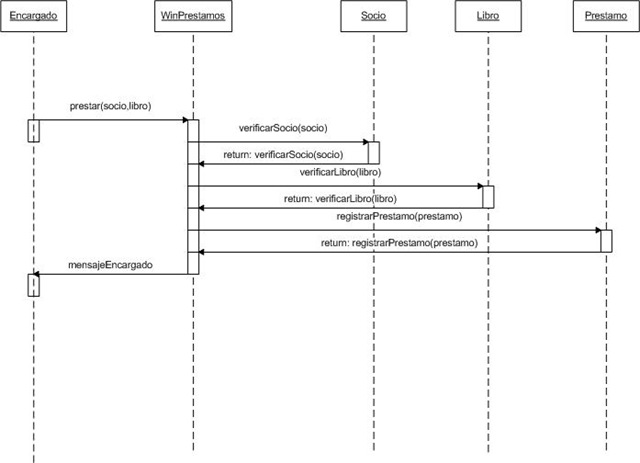 Encargado
WinPrestamos
Socio
Libro
Prestamo
prestar(socio,libro)
verificarSocio(socio)
return: verificarSocio(socio)
verificarLibro(libro)
return: verificarLibro(libro)
registrarPrestamo(prestamo)
return: registrarPrestamo(prestamo)
mensajeEncargado